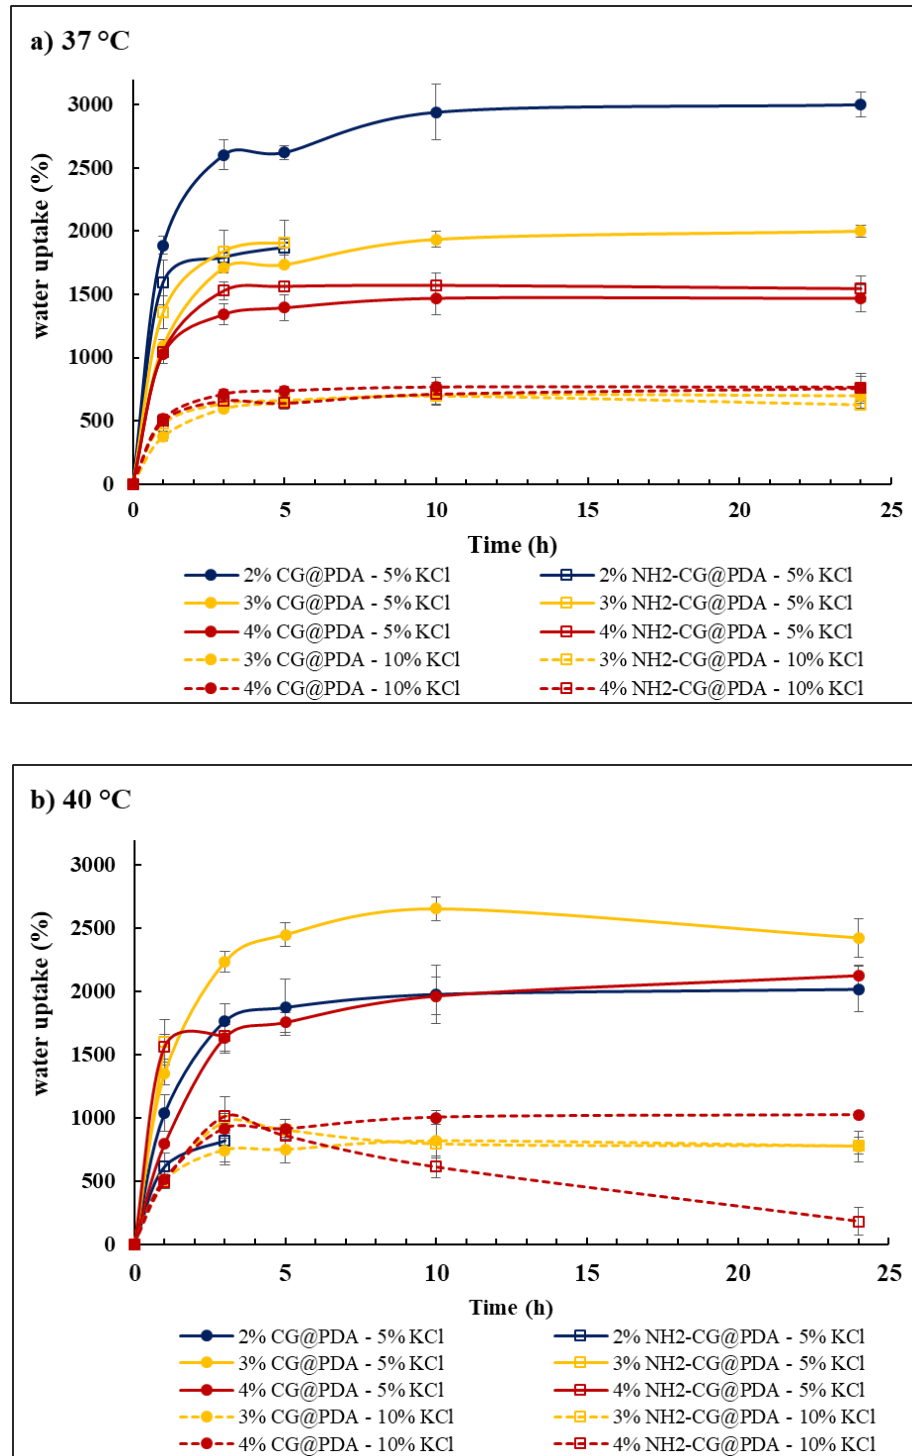 a) 37 °C
3000
2500
2000
1500
1000
500
0
water uptake (%)
0 5 10 15 20 25
Time (h)
2% CG@PDA - 5% KCl 2% NH2-CG@PDA - 5% KCl
3% CG@PDA - 5% KCl 3% NH2-CG@PDA - 5% KCl
4% CG@PDA - 5% KCl 4% NH2-CG@PDA - 5% KCl
3% CG@PDA - 10% KCl 3% NH2-CG@PDA - 10% KCl
4% CG@PDA - 10% KCl 4% NH2-CG@PDA - 10% KCl
b) 40 °C
3000
2500
2000
1500
1000
500
0
water uptake (%)
0 5 10 15 20 25
Time (h)
2% CG@PDA - 5% KCl 2% NH2-CG@PDA - 5% KCl
3% CG@PDA - 5% KCl 3% NH2-CG@PDA - 5% KCl
4% CG@PDA - 5% KCl 4% NH2-CG@PDA - 5% KCl
3% CG@PDA - 10% KCl 3% NH2-CG@PDA - 10% KCl
4% CG@PDA - 10% KCl 4% NH2-CG@PDA - 10% KCl